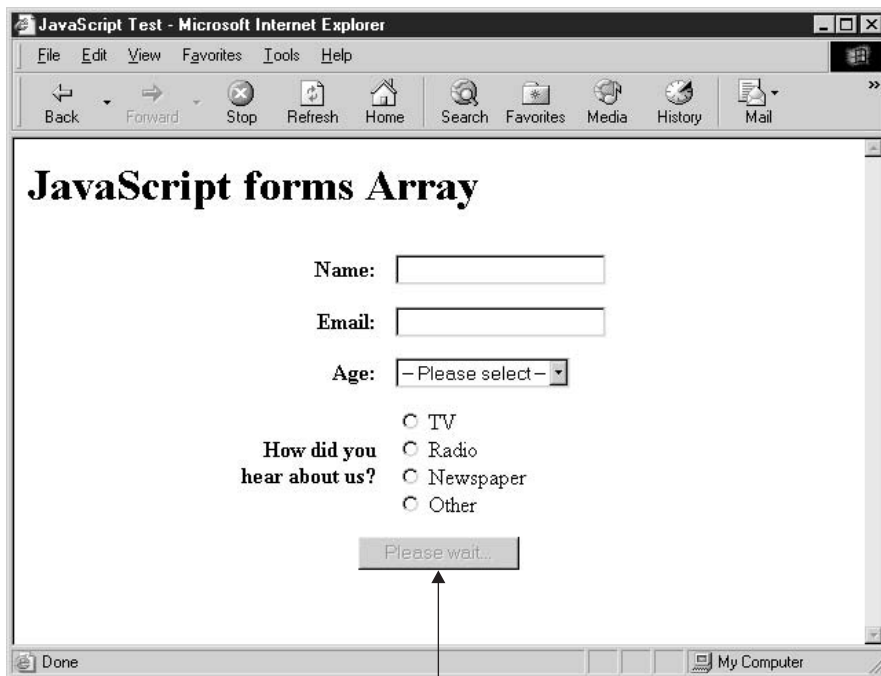 JavaScript Test - Microsoft Internet Explorer
File Edit View Favorites Tools Help
Back Forward Stop Refresh Home Search Favorites Media History Mail »
JavaScript forms Array
Name:
Email:
Age: -- Please select --
How did you
hear about us?
TV
Radio
Newspaper
Other
Please wait...
Done My Computer